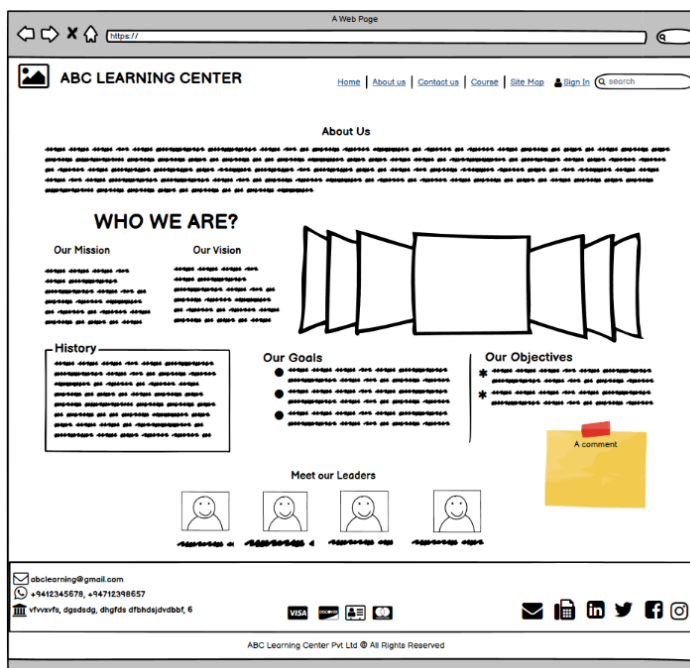 A Web Page
https://
ABC LEARNING CENTER
Home | About us | Contact us | Course | Site Map Sign In search
About Us
WHO WE ARE?
Our Mission Our Vision
History
Our Goals
Our Objectives
A comment
Meet our Leaders
abclearning@gmail.com
+9412345678, +94712398657
vfvvxvfs, dgsdsdg, dhgfds dfbhdsjdvdbbf, 6
VISA DISCOVER
ABC Learning Center Pvt Ltd @ All Rights Reserved